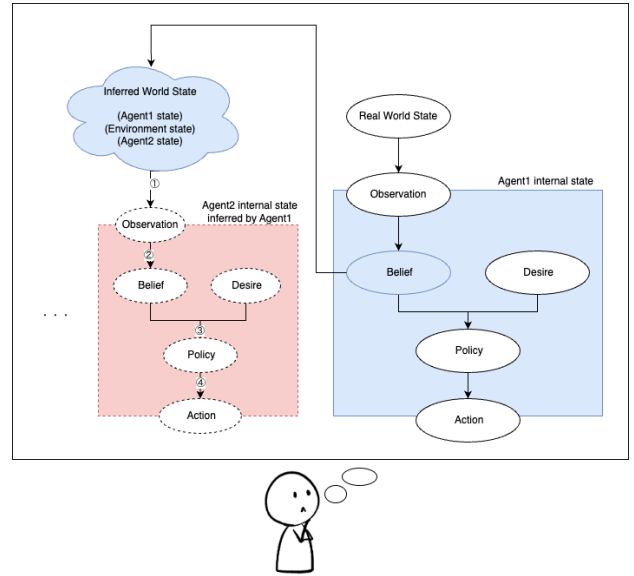 Inferred World State
(Agent1 state)
(Environment state)
(Agent2 state)
①
Agent2 internal state
inferred by Agent1
Observation
②
Belief
Desire
③
Policy
④
Action
. . .
Real World State
Agent1 internal state
Observation
Belief
Desire
Policy
Action